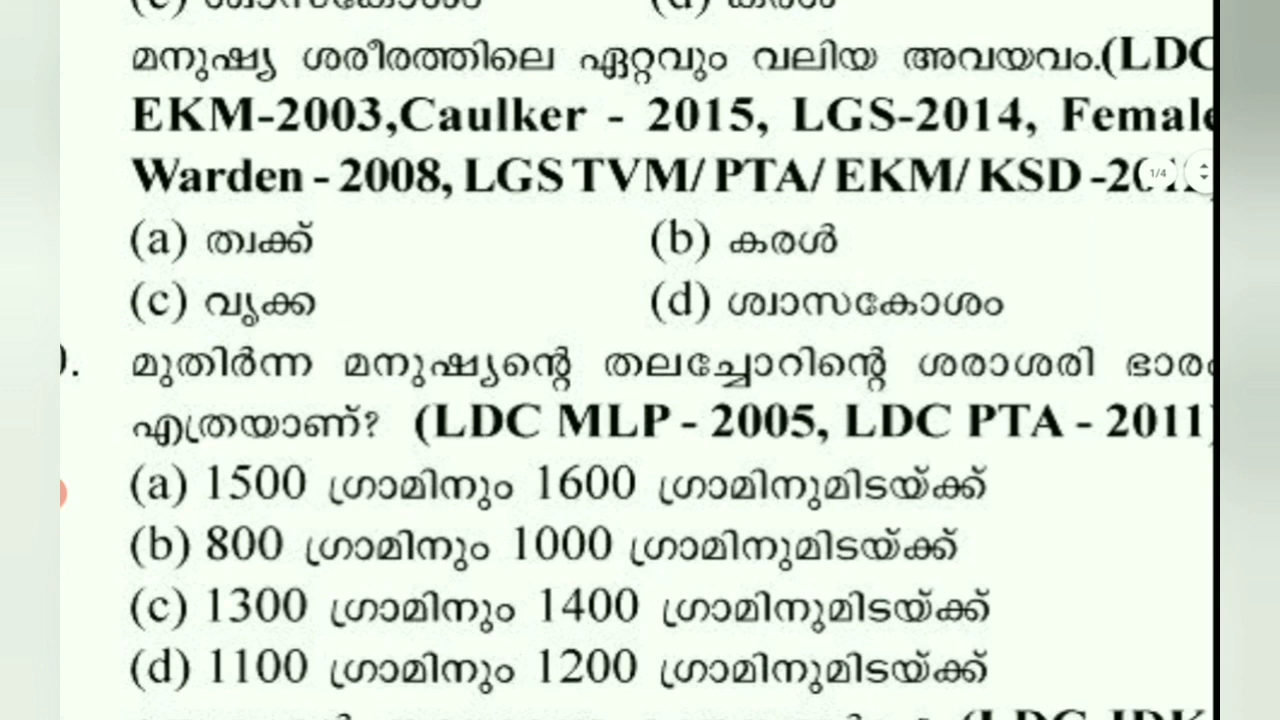 മനുഷ്യ ശരീരത്തിലെ ഏറ്റവും വലിയ അവയവം.(LDC
EKM-2003,Caulker - 2015, LGS-2014, Female
Warden - 2008, LGS TVM/ PTA/ EKM/ KSD
1/4
(a) ത്വക്ക് (b) കരൾ
(c) വൃക്ക (d) ശ്വാസകോശം
മുതിർന്ന മനുഷ്യന്റെ തലച്ചോറിന്റെ ശരാശരി ഭാരം
എത്രയാണ്? (LDC MLP - 2005, LDC PTA - 2011)
(a) 1500 ഗ്രാമിനും 1600 ഗ്രാമിനുമിടയ്ക്ക്
(b) 800 ഗ്രാമിനും 1000 ഗ്രാമിനുമിടയ്ക്ക്
(c) 1300 ഗ്രാമിനും 1400 ഗ്രാമിനുമിടയ്ക്ക്
(d) 1100 ഗ്രാമിനും 1200 ഗ്രാമിനുമിടയ്ക്ക്